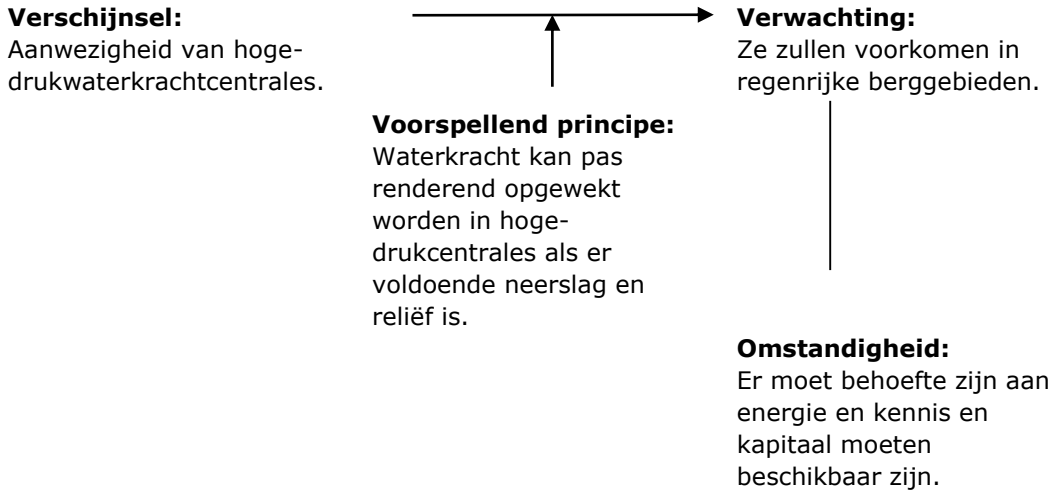 Verschijnsel:
Aanwezigheid van hoge-
drukwaterkrachtcentrales.
Verwachting:
Ze zullen voorkomen in
regenrijke berggebieden.
Voorspellend principe:
Waterkracht kan pas
renderend opgewekt
worden in hoge-
drukcentrales als er
voldoende neerslag en
reliëf is.
Omstandigheid:
Er moet behoefte zijn aan
energie en kennis en
kapitaal moeten
beschikbaar zijn.